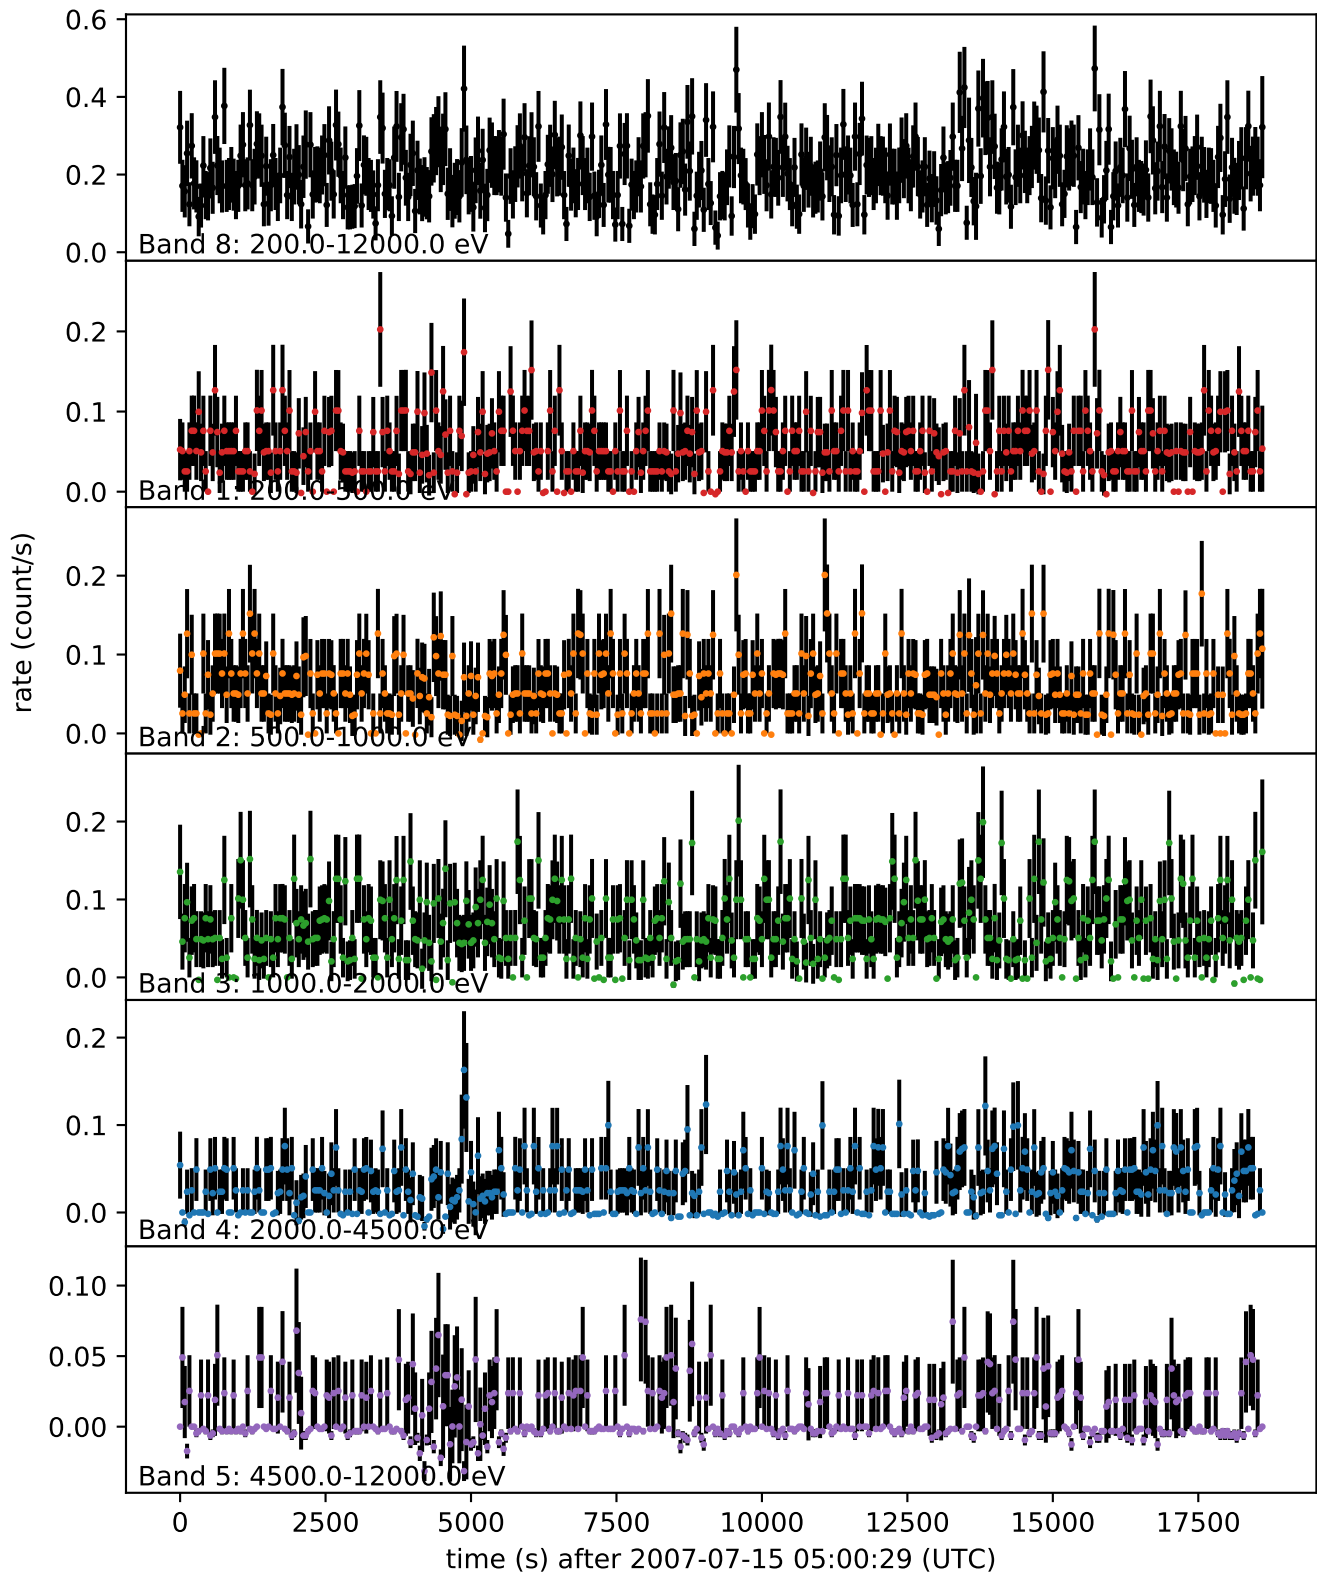 0.6
0.4
0.2
0.0
Band 8: 200.0-12000.0 eV
0.2
0.1
0.0
Band 1: 200.0-500.0 eV
rate (count/s)
0.2
0.1
0.0
Band 2: 500.0-1000.0 eV
0.2
0.1
0.0
Band 3: 1000.0-2000.0 eV
0.2
0.1
0.0
Band 4: 2000.0-4500.0 eV
0.10
0.05
0.00
Band 5: 4500.0-12000.0 eV
0 2500 5000 7500 10000 12500 15000 17500
time (s) after 2007-07-15 05:00:29 (UTC)